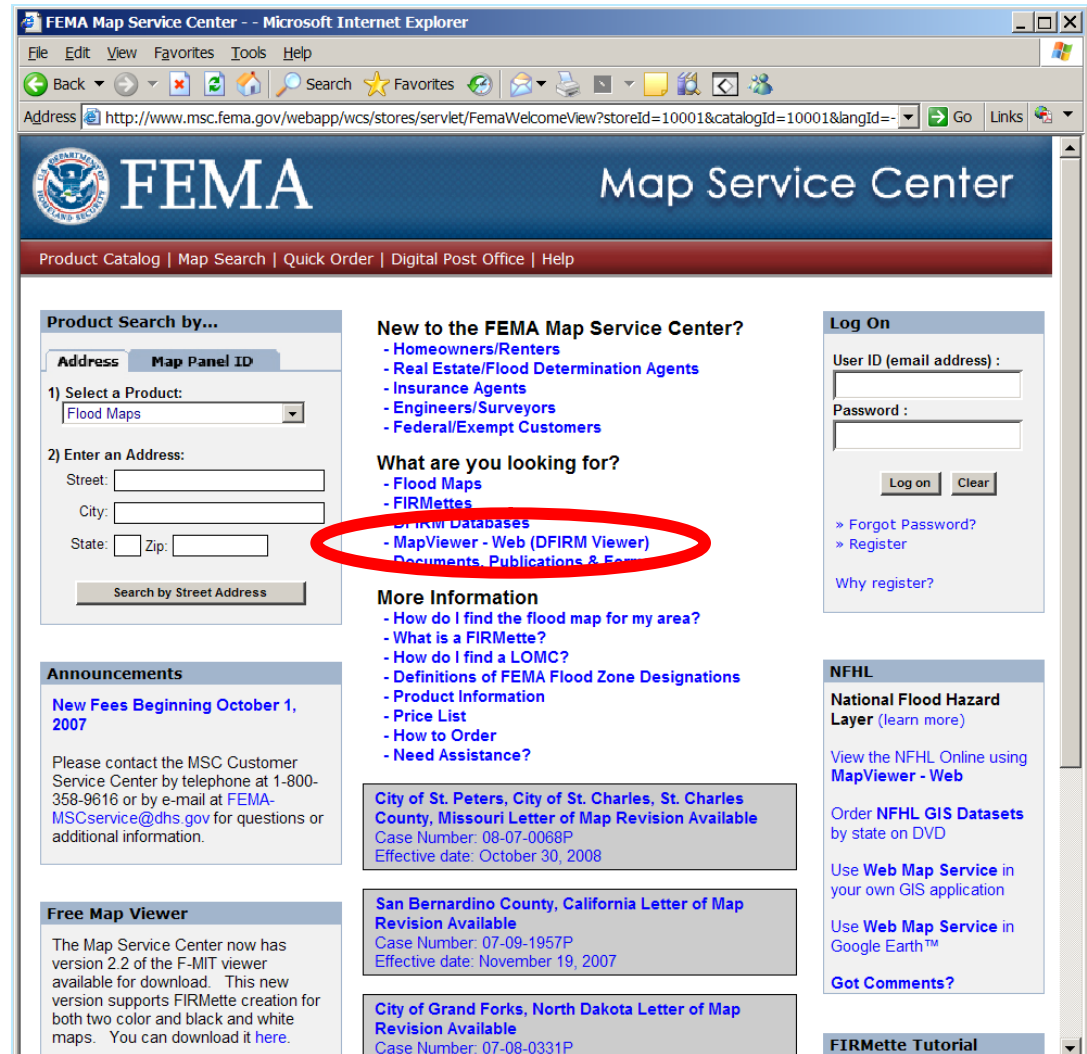 FEMA Map Service Center - - Microsoft Internet Explorer
File Edit View Favorites Tools Help
Back Search Favorites
Address http://www.msc.fema.gov/webapp/wcs/stores/servlet/FemaWelcomeView?storeId=10001&catalogId=10001&langId=- Go Links
FEMA
Map Service Center
Product Catalog | Map Search | Quick Order | Digital Post Office | Help
Product Search by...
Address Map Panel ID
1) Select a Product:
Flood Maps
2) Enter an Address:
Street:
City:
State: Zip:
Search by Street Address
Announcements
New Fees Beginning October 1,
2007
Please contact the MSC Customer
Service Center by telephone at 1-800-
358-9616 or by e-mail at FEMA-
MSCservice@dhs.gov for questions or
additional information.
Free Map Viewer
The Map Service Center now has
version 2.2 of the F-MIT viewer
available for download. This new
version supports FIRMette creation for
both two color and black and white
maps. You can download it here.
New to the FEMA Map Service Center?
- Homeowners/Renters
- Real Estate/Flood Determination Agents
- Insurance Agents
- Engineers/Surveyors
- Federal/Exempt Customers
What are you looking for?
- Flood Maps
- FIRMettes
- DFIRM Databases
- MapViewer - Web (DFIRM Viewer)
- Documents, Publications & Forms
More Information
- How do I find the flood map for my area?
- What is a FIRMette?
- How do I find a LOMC?
- Definitions of FEMA Flood Zone Designations
- Product Information
- Price List
- How to Order
- Need Assistance?
City of St. Peters, City of St. Charles, St. Charles
County, Missouri Letter of Map Revision Available
Case Number: 08-07-0068P
Effective date: October 30, 2008
San Bernardino County, California Letter of Map
Revision Available
Case Number: 07-09-1957P
Effective date: November 19, 2007
City of Grand Forks, North Dakota Letter of Map
Revision Available
Case Number: 07-08-0331P
Log On
User ID (email address) :
Password :
Log on Clear
» Forgot Password?
» Register
Why register?
NFHL
National Flood Hazard
Layer (learn more)
View the NFHL Online using
MapViewer - Web
Order NFHL GIS Datasets
by state on DVD
Use Web Map Service in
your own GIS application
Use Web Map Service in
Google Earth™
Got Comments?
FIRMette Tutorial